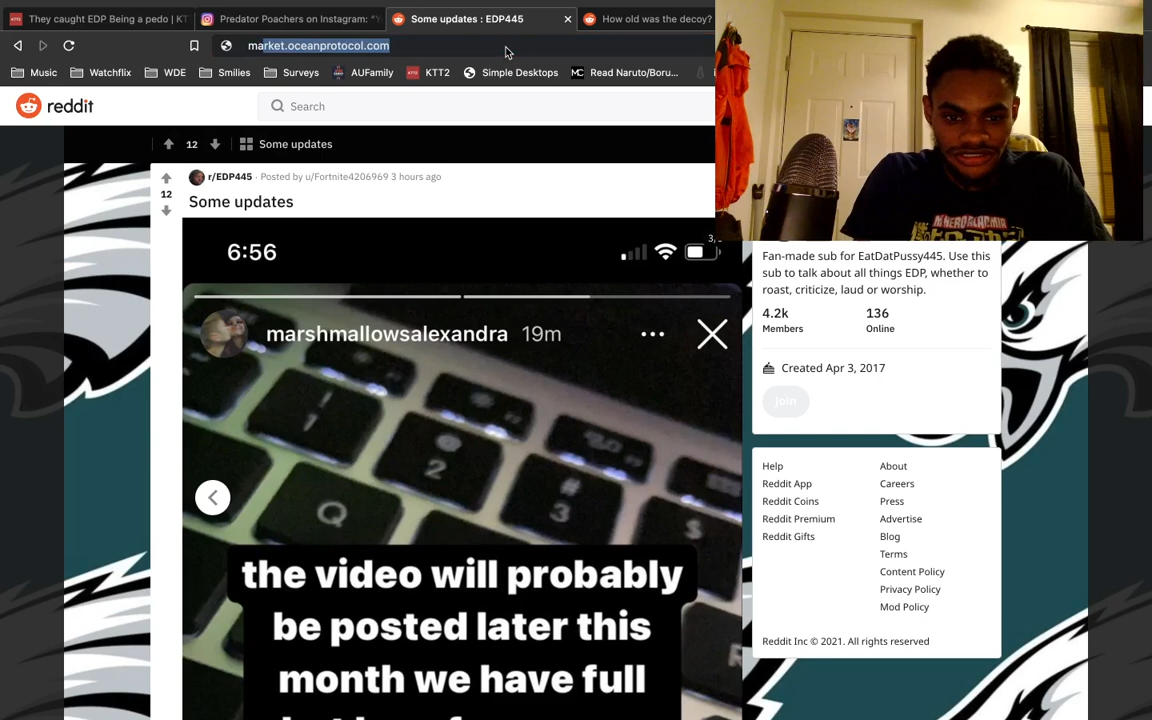 They caught EDP Being a pedo | KT
Predator Poachers on Instagram: "
Some updates : EDP445
How old was the decoy?
market.oceanprotocol.com
Music
Watchflix
WDE
Smilies
Surveys
AUFamily
KTT2
Simple Desktops
MC
Read Naruto/Boru...
reddit
Search
12
Some updates
r/EDP445 · Posted by u/Fortnite4206969 3 hours ago
12
Some updates
6:56
3/
marshmallowsalexandra 19m
1
2
3
Q
$
the video will probably
be posted later this
month we have full
Fan-made sub for EatDatPussy445. Use this
sub to talk about all things EDP, whether to
roast, criticize, laud or worship.
4.2k
136
Members
Online
Created Apr 3, 2017
Join
Help
About
Reddit App
Careers
Reddit Coins
Press
Reddit Premium
Advertise
Reddit Gifts
Blog
Terms
Content Policy
Privacy Policy
Mod Policy
Reddit Inc © 2021. All rights reserved